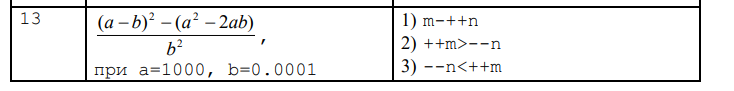 13
(a – b)² – (a² – 2ab)
b² ,
при a=1000, b=0.0001
1) m-++n
2) ++m>--n
3) --n<++m